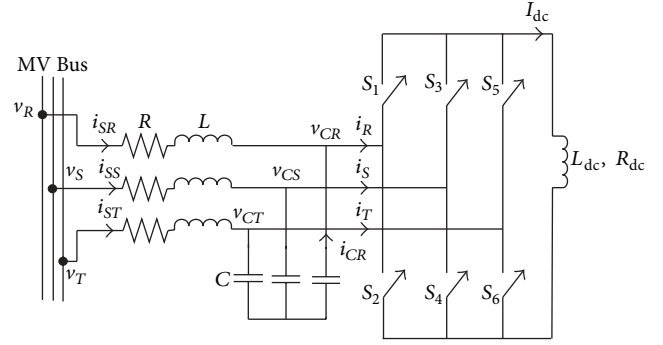 I_dc
MV Bus
S_1 S_3 S_5
v_R i_SR R L v_CR i_R
v_S i_SS v_CS i_S L_dc, R_dc
i_ST v_CT i_T
v_T i_CR
C S_2 S_4 S_6